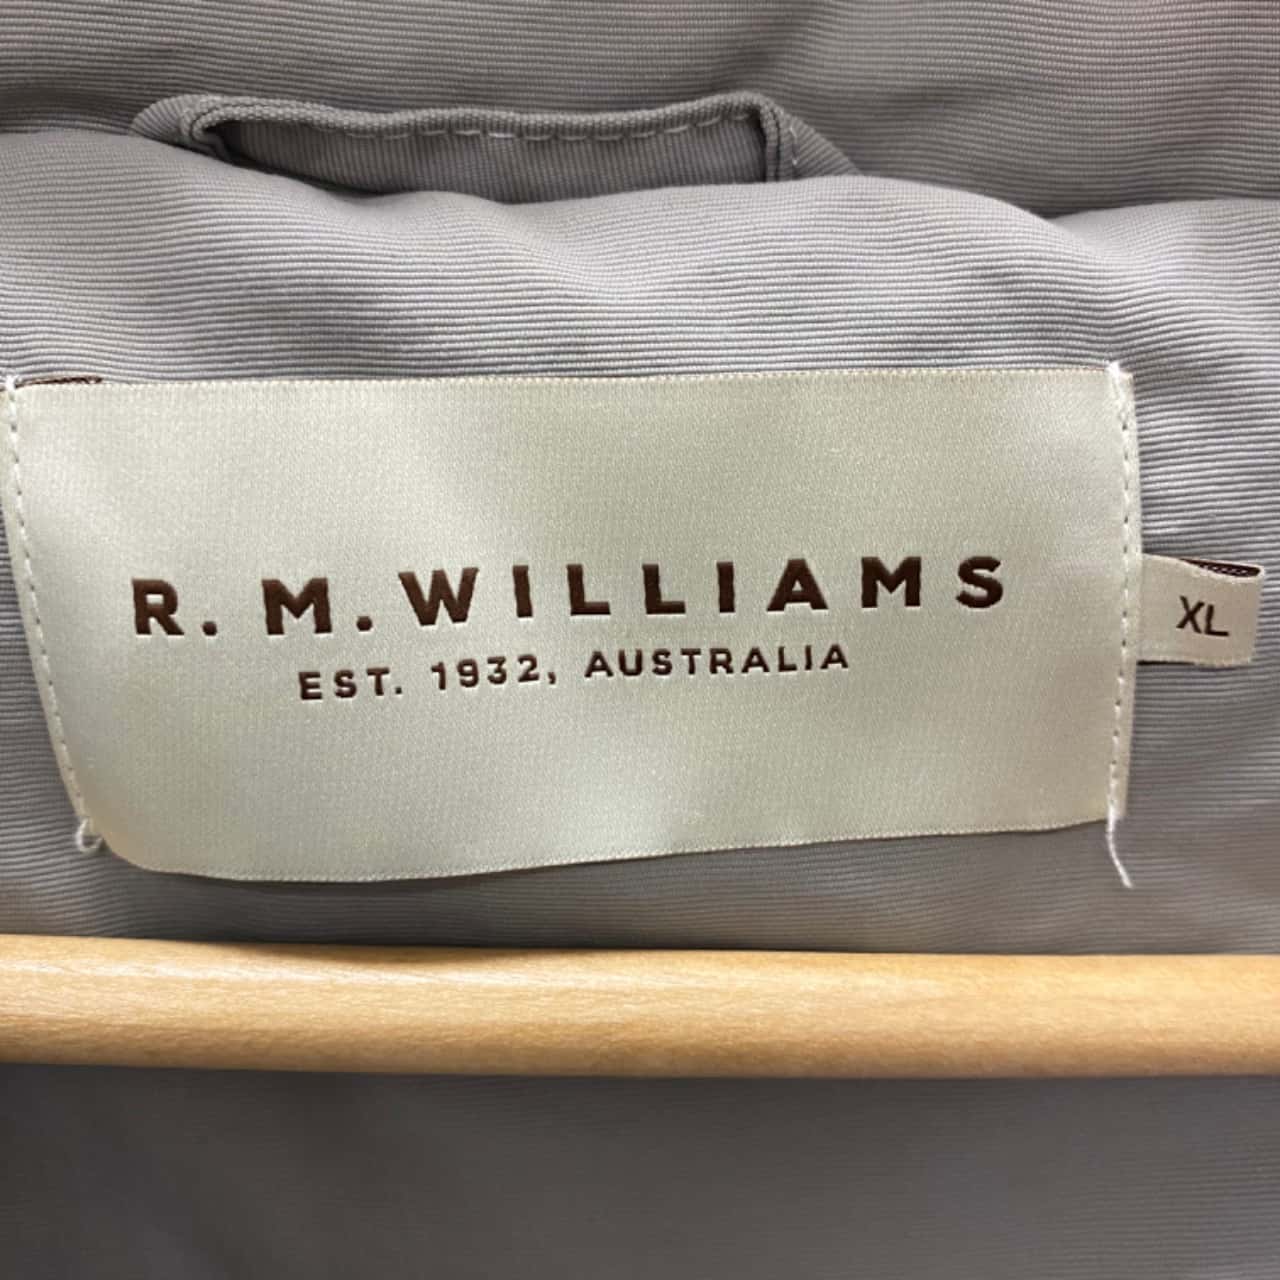 R. M. WILLIAMS
EST. 1932, AUSTRALIA
XL